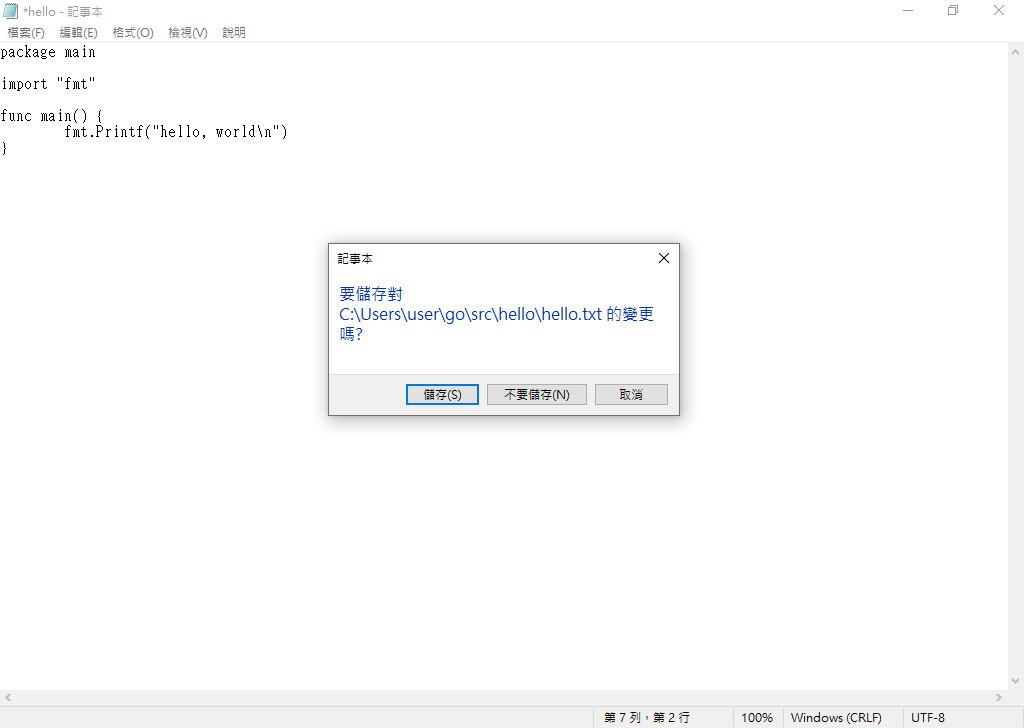 *hello - 記事本
檔案(F) 編輯(E) 格式(O) 檢視(V) 說明
package main
import "fmt"
func main() {
fmt.Printf("hello, world\n")
}
記事本
要儲存對
C:\Users\user\go\src\hello\hello.txt 的變更
嗎?
儲存(S) 不要儲存(N) 取消
第 7 列，第 2 行 100% Windows (CRLF) UTF-8